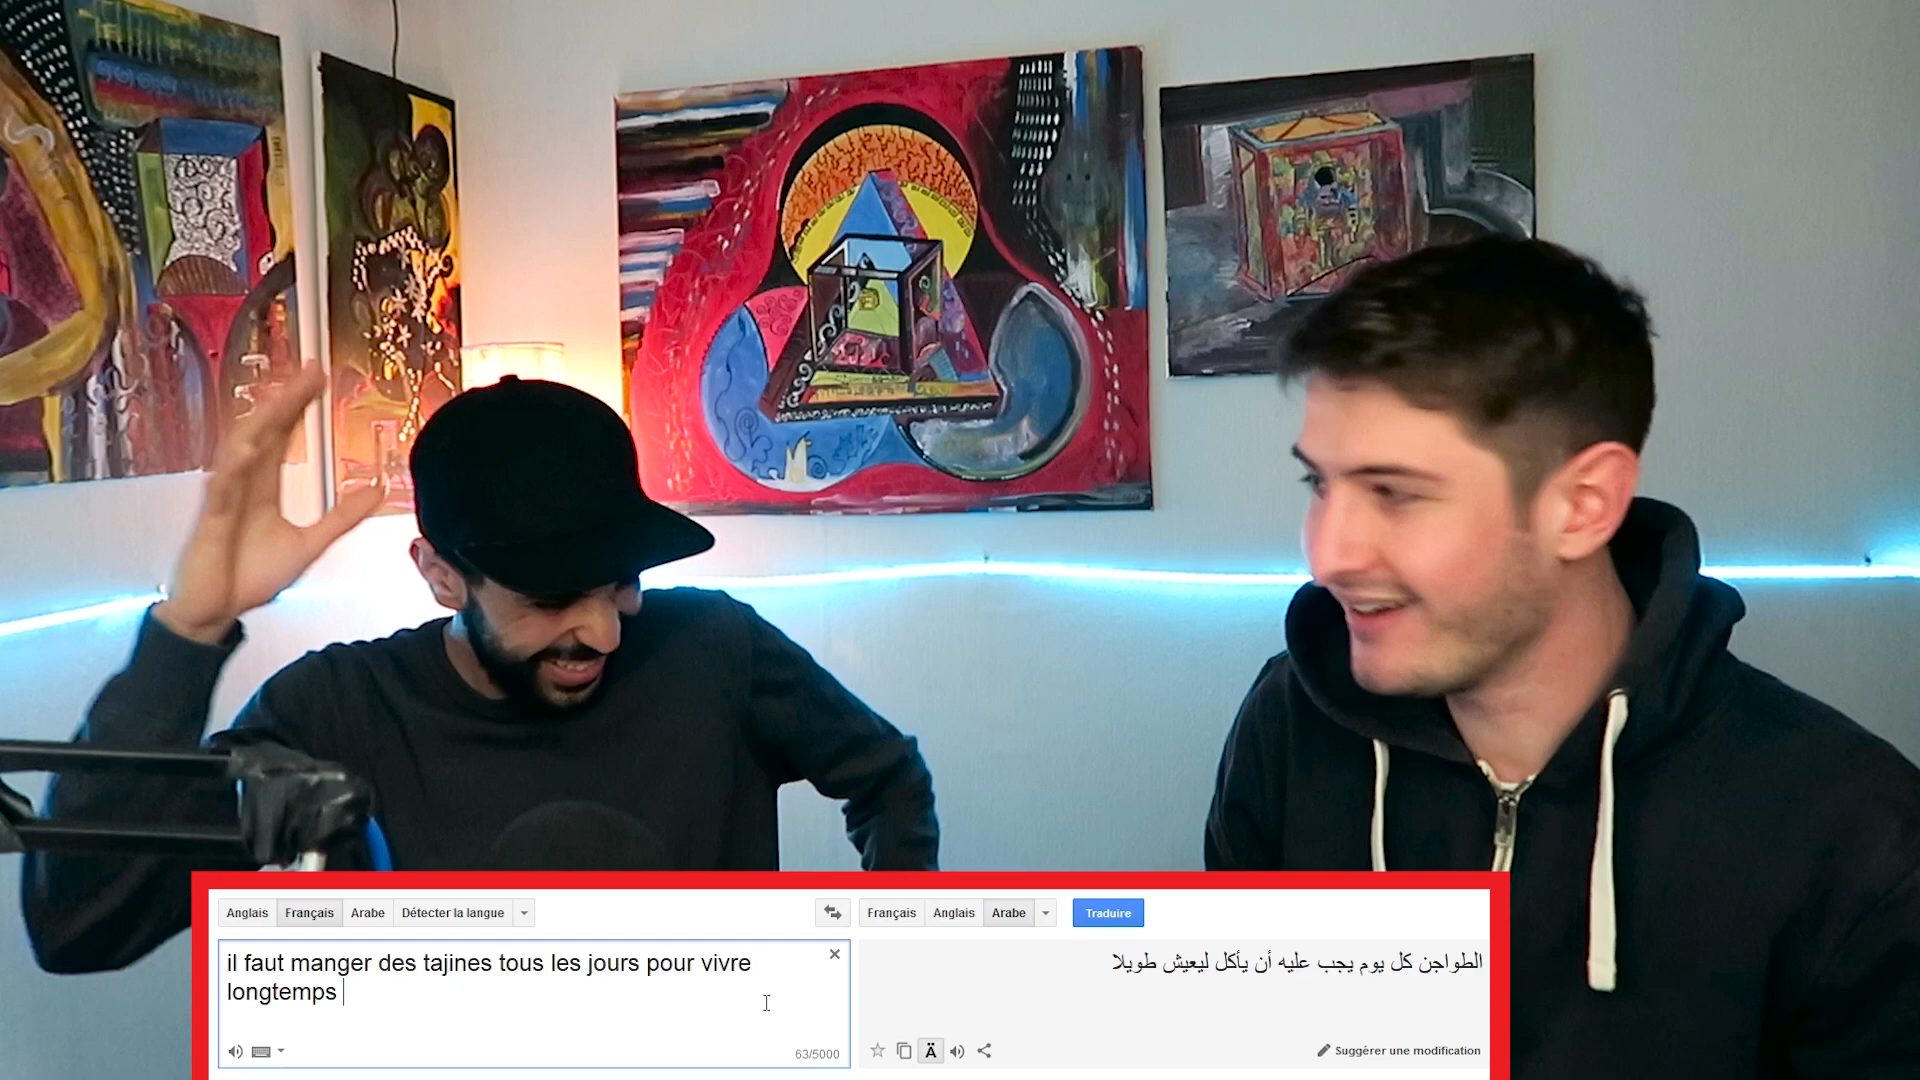 Anglais Français Arabe Détecter la langue
Français Anglais Arabe Traduire
il faut manger des tajines tous les jours pour vivre
longtemps
63/5000
الطواجن كل يوم يجب عليه أن يأكل ليعيش طويلا
Ä
Suggérer une modification